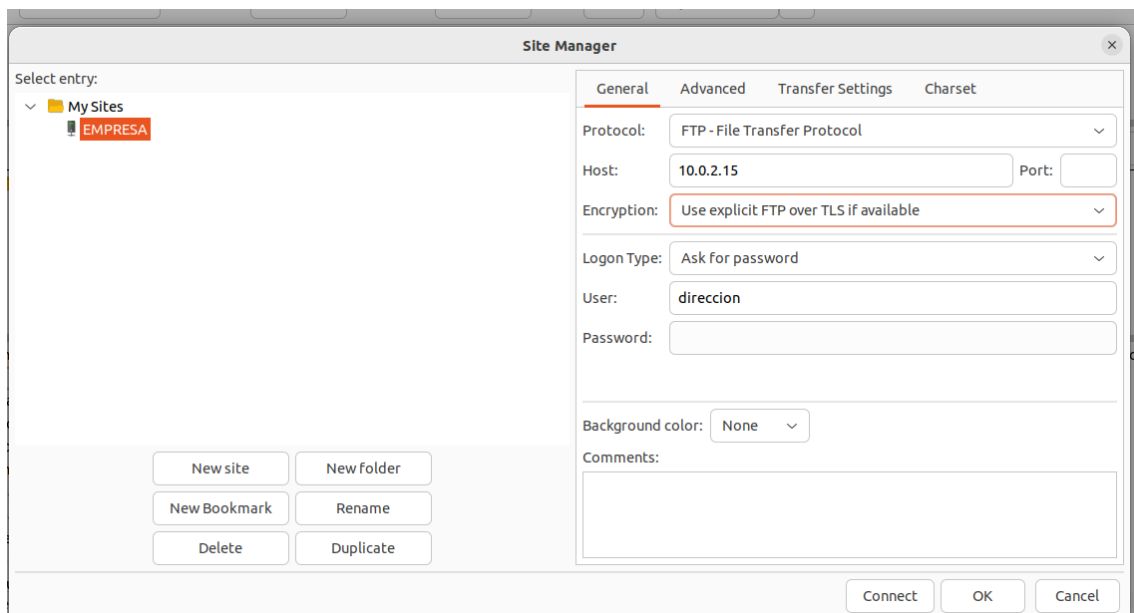 Site Manager
Select entry:
My Sites
EMPRESA
New site
New folder
New Bookmark
Rename
Delete
Duplicate
General
Advanced
Transfer Settings
Charset
Protocol:
FTP - File Transfer Protocol
Host:
10.0.2.15
Port:
Encryption:
Use explicit FTP over TLS if available
Logon Type:
Ask for password
User:
direccion
Password:
Background color:
None
Comments:
Connect
OK
Cancel